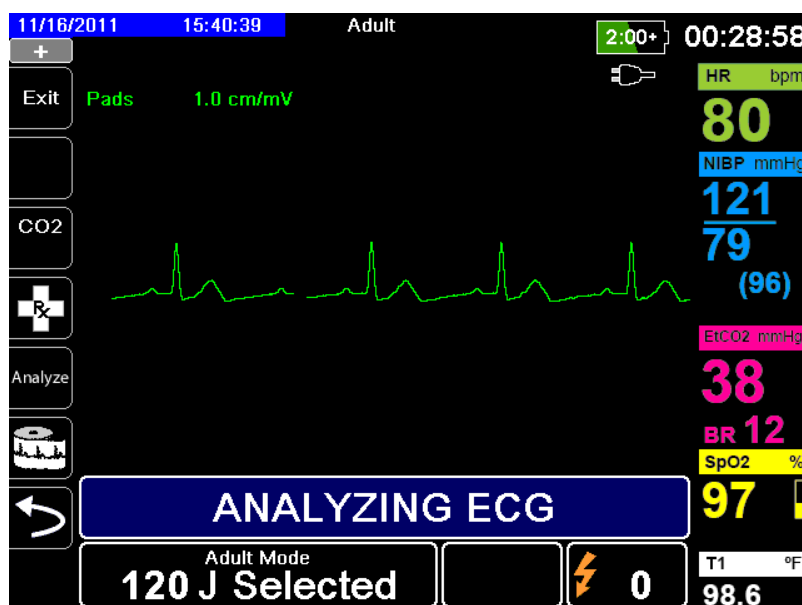 11/16/2011 15:40:39 Adult 2:00+ 00:28:58
+
Exit
Pads 1.0 cm/mV
HR bpm
80
NIBP mmHg
121
79
(96)
CO2
Rx
EtCO2 mmHg
38
BR 12
Analyze
SpO2 %
97
ANALYZING ECG
Adult Mode
120 J Selected
0
T1 ºF
98.6